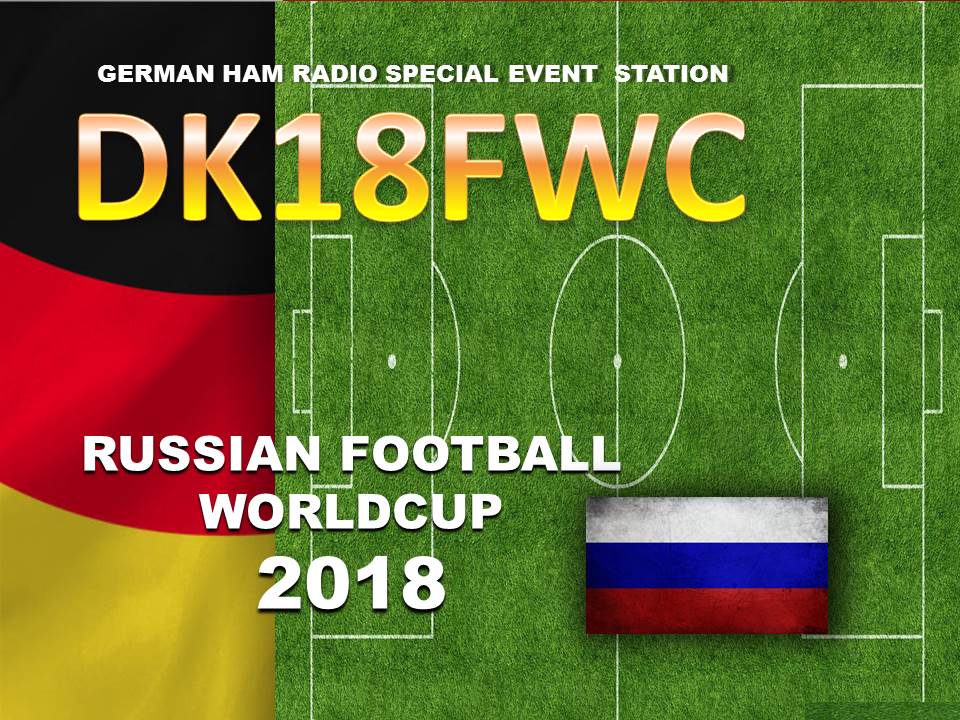 GERMAN HAM RADIO SPECIAL EVENT STATION
DK18FWC
RUSSIAN FOOTBALL
WORLDCUP
2018